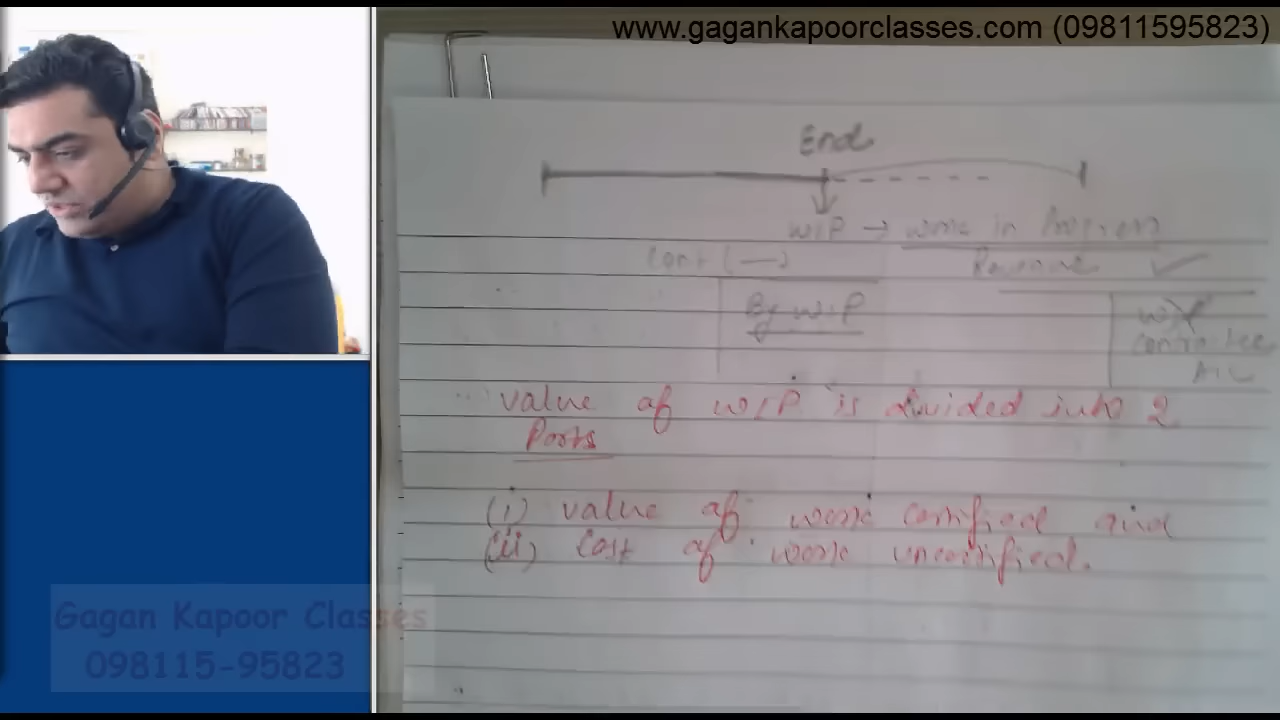 www.gagankapoorclasses.com (09811595823)
End
WIP → Work in Progress
Cont (—)
Revenue
By WIP
WIP
Contractee
A/c
Value of WIP is divided into 2
Parts
(i) value of work certified and
(ii) Cost of work uncertified.
Gagan Kapoor Classes
098115-95823